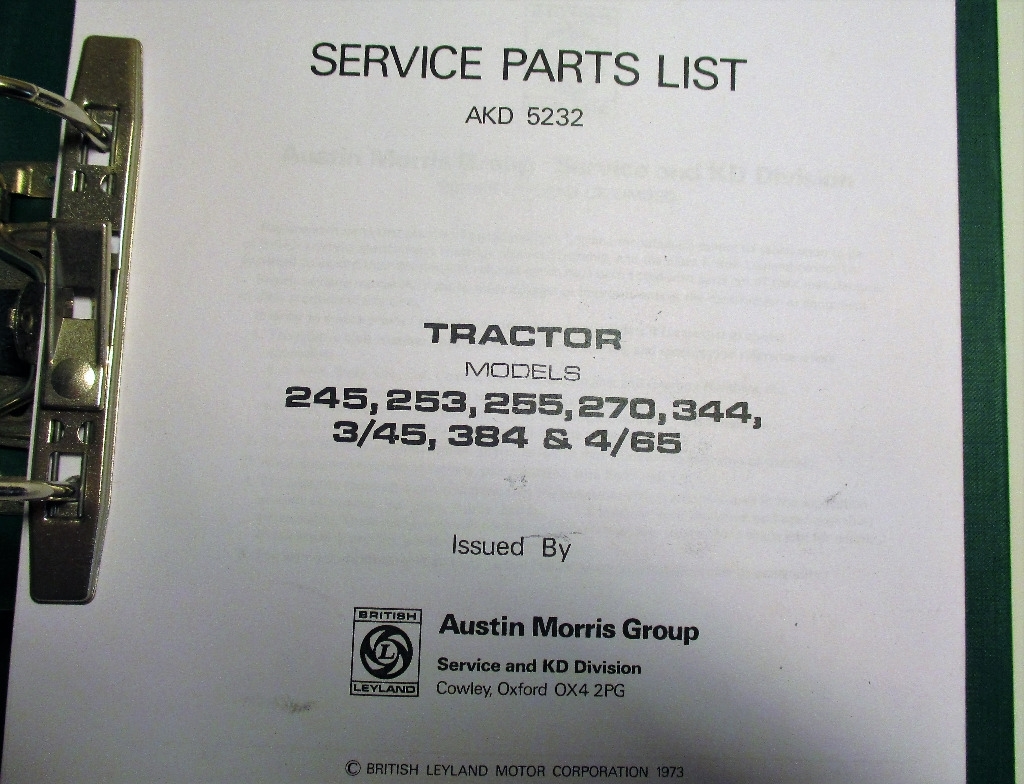 SERVICE PARTS LIST
AKD 5232
TRACTOR
MODELS
245, 253, 255, 270, 344,
3/45, 384 & 4/65
Issued By
BRITISH
L
LEYLAND
Austin Morris Group
Service and KD Division
Cowley, Oxford OX4 2PG
© BRITISH LEYLAND MOTOR CORPORATION 1973